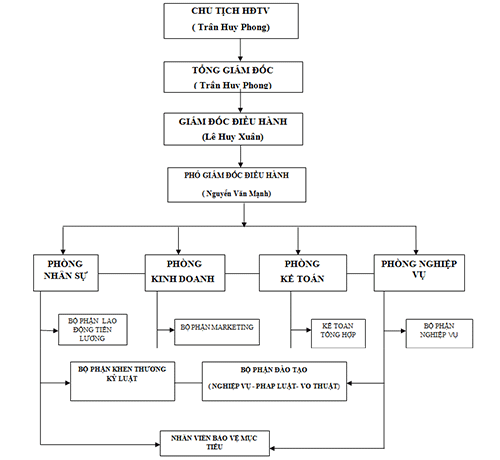 CHỦ TỊCH HĐTV
( Trần Huy Phong)
TỔNG GIÁM ĐỐC
( Trần Huy Phong)
GIÁM ĐỐC ĐIỀU HÀNH
(Lê Huy Xuân)
PHÓ GIÁM ĐỐC ĐIỀU HÀNH
( Nguyễn Văn Mạnh)
PHÒNG
NHÂN SỰ
PHÒNG
KINH DOANH
PHÒNG
KẾ TOÁN
PHÒNG NGHIỆP
VỤ
BỘ PHẬN LAO
ĐỘNG TIỀN
LƯƠNG
BỘ PHẬN MARKETING
KẾ TOÁN
TỔNG HỢP
BỘ PHẬN
NGHIỆP VỤ
BỘ PHẬN KHEN THƯƠNG
KỶ LUẬT
BỘ PHẬN ĐÀO TẠO
( NGHIỆP VỤ - PHÁP LUẬT- VÕ THUẬT)
NHÂN VIÊN BẢO VỆ MỤC
TIÊU